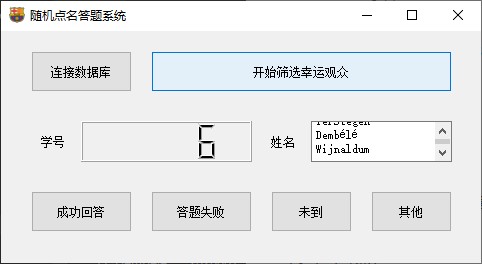 随机点名答题系统
连接数据库
开始筛选幸运观众
学号
6
姓名
TerStegen
Dembélé
Wijnaldum
成功回答
答题失败
未到
其他